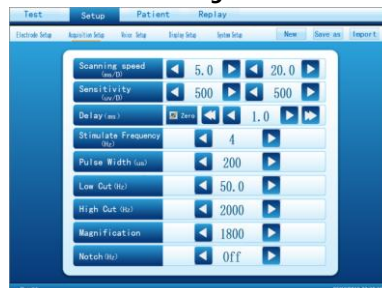 Test Setup Patient Replay
Electrode Setup Acquisition Setup Voice Setup Display Setup System Setup New Save as Import
Scanning speed (ms/D) 5.0 20.0
Sensitivity (uv/D) 500 500
Delay (ms) Zero 1.0
Stimulate Frequency (Hz) 4
Pulse Width (us) 200
Low Cut (Hz) 50.0
High Cut (Hz) 2000
Magnification 1800
Notch (Hz) Off